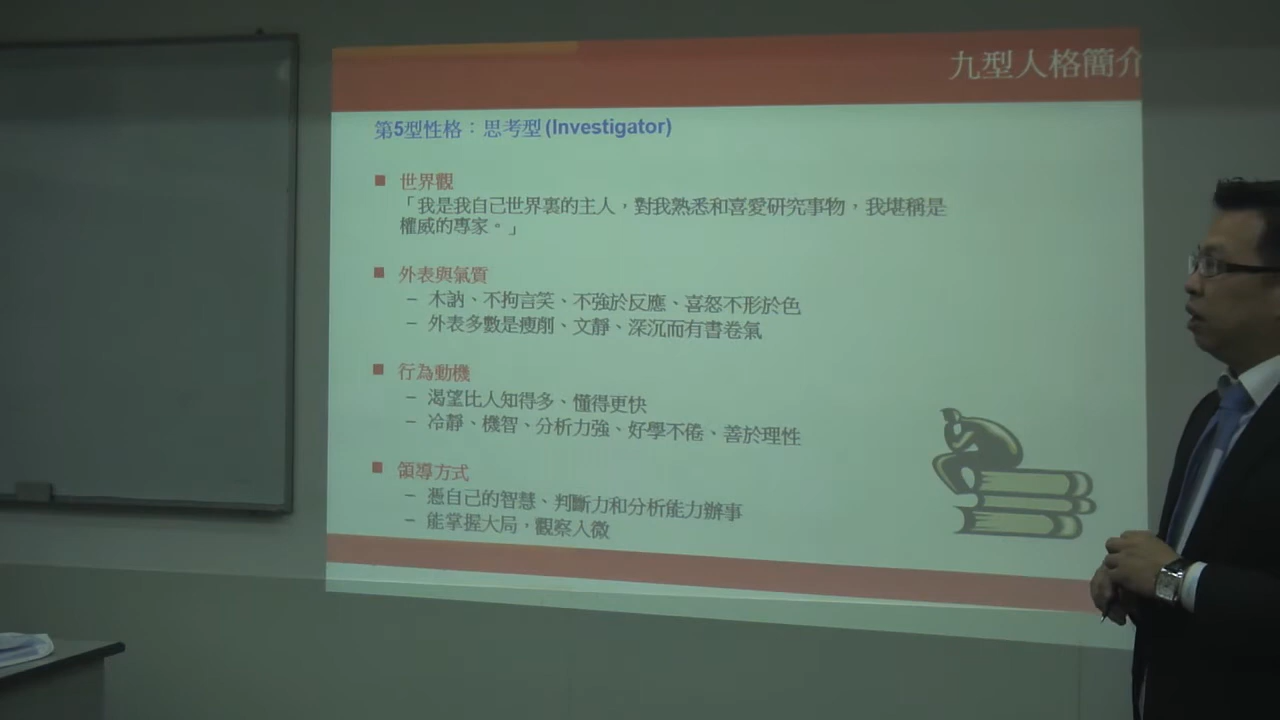 九型人格簡介
第5型性格：思考型(Investigator)
世界觀
「我是我自己世界裏的主人，對我熟悉和喜愛研究事物，我堪稱是
權威的專家。」
外表與氣質
– 木訥、不拘言笑、不強於反應、喜怒不形於色
– 外表多數是瘦削、文靜、深沉而有書卷氣
行為動機
– 渴望比人知得多、懂得更快
– 冷靜、機智、分析力強、好學不倦、善於理性
領導方式
– 憑自己的智慧、判斷力和分析能力辦事
– 能掌握大局，觀察入微